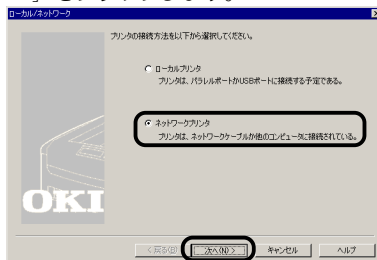 ローカル/ネットワーク
プリンタの接続方法を以下から選択してください。
ローカルプリンタ
プリンタは、パラレルポートかUSBポートに接続する予定である。
ネットワークプリンタ
プリンタは、ネットワークケーブルか他のコンピュータに接続されている。
OKI
< 戻る(B) 次へ(N) > キャンセル ヘルプ